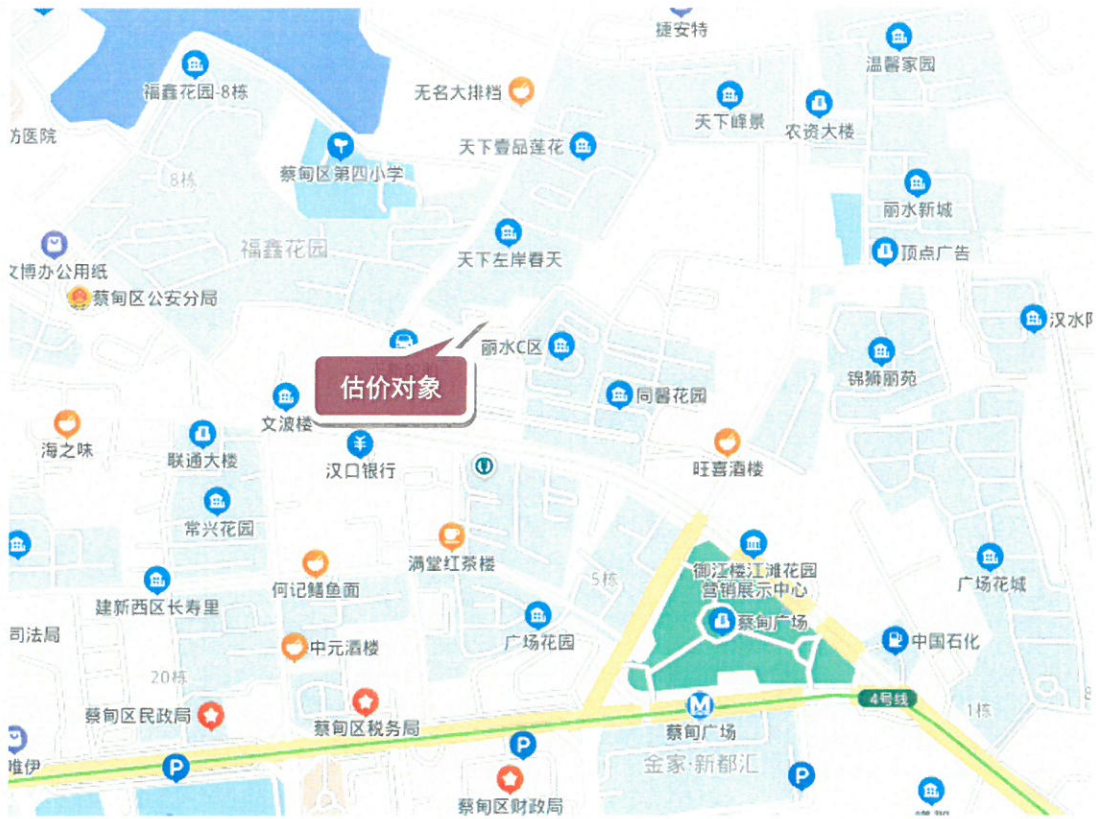 捷安特
温馨家园
福鑫花园-8栋
无名大排档
天下峰景
农资大楼
防医院
天下壹品莲花
蔡甸区第四小学
8栋
丽水新城
福鑫花园
天下左岸春天
顶点广告
文博办公用纸
蔡甸区公安分局
汉水阳
丽水C区
估价对象
锦狮丽苑
同馨花园
文波楼
海之味
联通大楼
汉口银行
旺喜酒楼
常兴花园
满堂红茶楼
御江楼江滩花园
营销展示中心
5栋
何记鳝鱼面
广场花城
建新西区长寿里
蔡甸广场
司法局
广场花园
中国石化
中元酒楼
20栋
4号线
1栋
8
蔡甸区民政局
蔡甸区税务局
M
蔡甸广场
唯伊
P
P
金家·新都汇
P
蔡甸区财政局